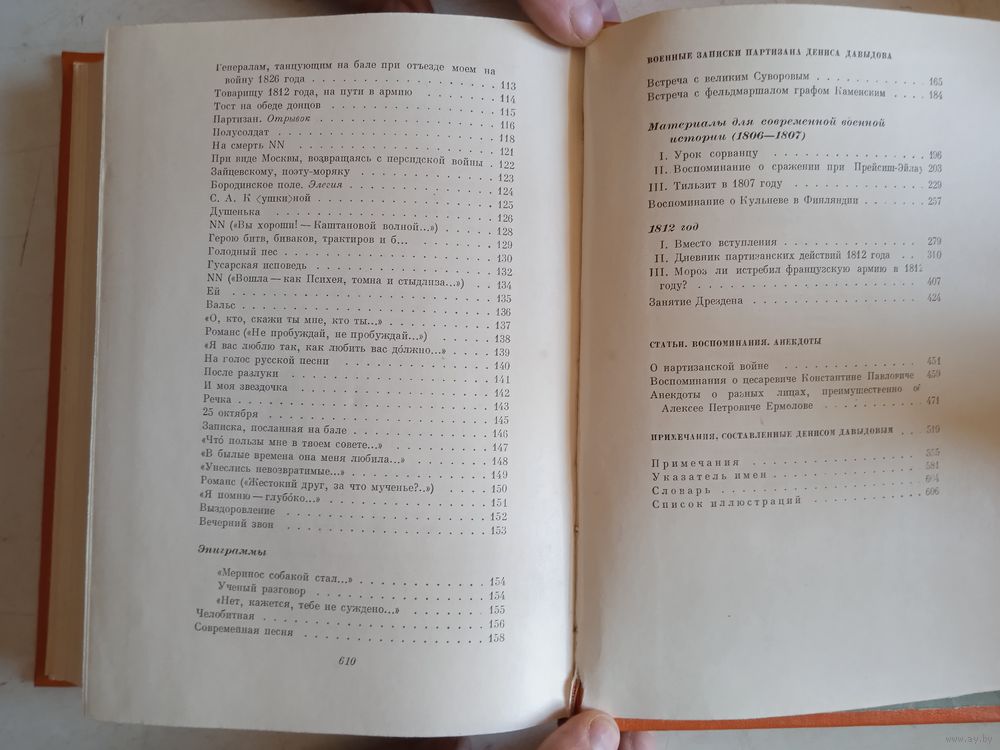 Генералам, танцующим на бале при отъезде моем на
войну 1826 года . . . . . . . . . . . . . . . . 113
Товарищу 1812 года, на пути в армию . . . . . . 114
Тост на обеде донцов . . . . . . . . . . . . . . 115
Партизан. Отрывок . . . . . . . . . . . . . . . 116
Полусолдат . . . . . . . . . . . . . . . . . . . 118
На смерть NN . . . . . . . . . . . . . . . . . . 121
При виде Москвы, возвращаясь с персидской войны . 122
Зайцевскому, поэту-моряку . . . . . . . . . . . 123
Бородинское поле. Элегия . . . . . . . . . . . . 124
С. А. К〈ушки〉ной . . . . . . . . . . . . . . . . 125
Душенька . . . . . . . . . . . . . . . . . . . . 126
NN («Вы хороши! — Каштановой волной...») . . . . 128
Герою битв, биваков, трактиров и б... . . . . . 129
Голодный пес . . . . . . . . . . . . . . . . . . 130
Гусарская исповедь . . . . . . . . . . . . . . . 132
NN («Вошла — как Психея, томна и стыдлива...») . . 134
Ей . . . . . . . . . . . . . . . . . . . . . . . 135
Вальс . . . . . . . . . . . . . . . . . . . . . 136
«О, кто, скажи ты мне, кто ты...» . . . . . . . 137
Романс («Не пробуждай, не пробуждай...») . . . . 138
«Я вас люблю так, как любить вас до́лжно...» . . . . 139
На голос русской песни . . . . . . . . . . . . . 140
После разлуки . . . . . . . . . . . . . . . . . 141
И моя звездочка . . . . . . . . . . . . . . . . 142
Речка . . . . . . . . . . . . . . . . . . . . . 143
25 октября . . . . . . . . . . . . . . . . . . . 145
Записка, посланная на бале . . . . . . . . . . . 146
«Что́ пользы мне в твоем совете...» . . . . . . . 147
«В былые времена она меня любила...» . . . . . . 148
«Унеслись невозвратимые...» . . . . . . . . . . 149
Романс («Жестокий друг, за что мученье?..») . . . . 150
«Я помню — глубо́ко...» . . . . . . . . . . . . . 151
Выздоровление . . . . . . . . . . . . . . . . . 152
Вечерний звон . . . . . . . . . . . . . . . . . 153
Эпиграммы
«Меринос собакой стал...» . . . . . . . . . . . 154
Ученый разговор . . . . . . . . . . . . . . . . 154
«Нет, кажется, тебе не суждено...» . . . . . . . 155
Челобитная . . . . . . . . . . . . . . . . . . . 156
Современная песня . . . . . . . . . . . . . . . 158
610
ВОЕННЫЕ ЗАПИСКИ ПАРТИЗАНА ДЕНИСА ДАВЫДОВА
Встреча с великим Суворовым . . . . . . . . . . 165
Встреча с фельдмаршалом графом Каменским . . . . 184
Материалы для современной военной
истории (1806—1807)
I. Урок сорванцу . . . . . . . . . . . . . . . . 196
II. Воспоминание о сражении при Прейсиш-Эйлау 203
III. Тильзит в 1807 году . . . . . . . . . . . . 229
Воспоминание о Кульневе в Финляндии . . . . . . 257
1812 год
I. Вместо вступления . . . . . . . . . . . . . . 279
II. Дневник партизанских действий 1812 года . . 310
III. Мороз ли истребил французскую армию в 1812
году? . . . . . . . . . . . . . . . . . . . . . 407
Занятие Дрездена . . . . . . . . . . . . . . . . 424
СТАТЬИ. ВОСПОМИНАНИЯ. АНЕКДОТЫ
О партизанской войне . . . . . . . . . . . . . . 451
Воспоминания о цесаревиче Константине Павловиче 459
Анекдоты о разных лицах, преимущественно об
Алексее Петровиче Ермолове . . . . . . . . . . . 471
ПРИМЕЧАНИЯ, СОСТАВЛЕННЫЕ ДЕНИСОМ ДАВЫДОВЫМ . . . 519
Примечания . . . . . . . . . . . . . . . . . . . 555
Указатель имен . . . . . . . . . . . . . . . . . 581
Словарь . . . . . . . . . . . . . . . . . . . . 604
Список иллюстраций . . . . . . . . . . . . . . . 606
www.ay.by